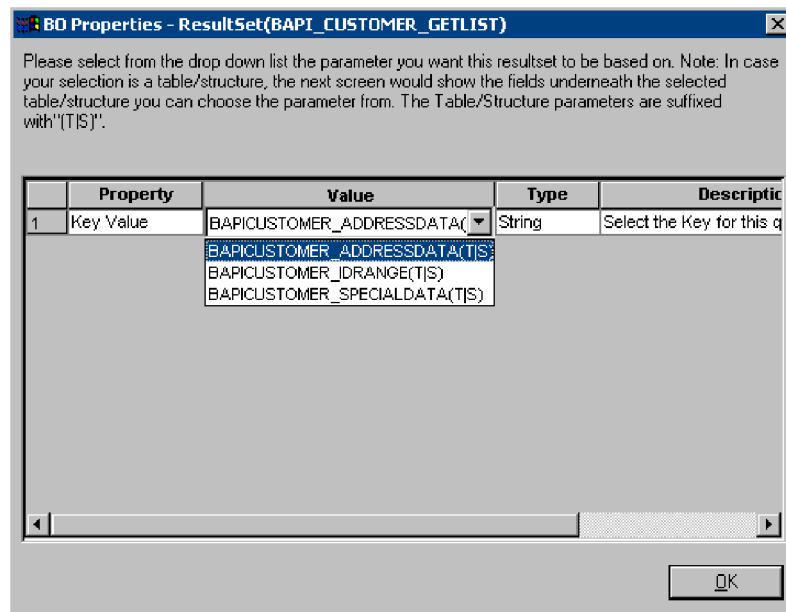 BO Properties - ResultSet(BAPI_CUSTOMER_GETLIST)
Please select from the drop down list the parameter you want this resultset to be based on. Note: In case
your selection is a table/structure, the next screen would show the fields underneath the selected
table/structure you can choose the parameter from. The Table/Structure parameters are suffixed
with"(T|S)".
Property Value Type Descriptic
1 Key Value BAPICUSTOMER_ADDRESSDATA( String Select the Key for this q
BAPICUSTOMER_ADDRESSDATA(T|S)
BAPICUSTOMER_IDRANGE(T|S)
BAPICUSTOMER_SPECIALDATA(T|S)
OK